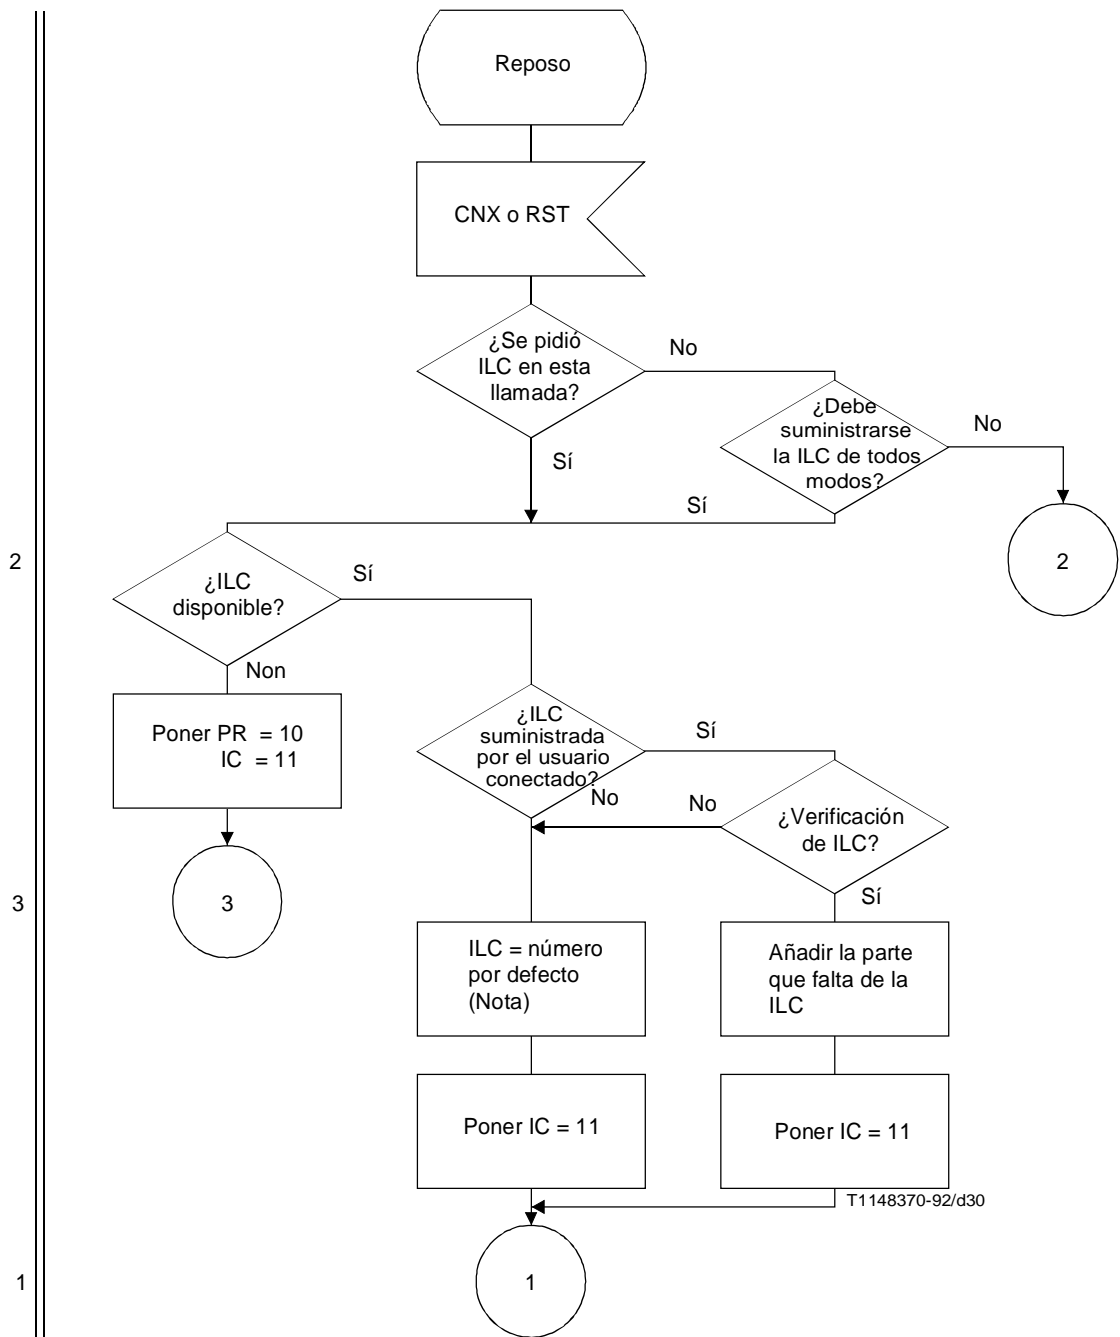 Reposo
CNX o RST
¿Se pidió
ILC en esta
llamada?
No
¿Debe
suministrarse
la ILC de todos
modos?
No
Sí
Sí
2
2
¿ILC
disponible?
Sí
Non
Poner PR = 10
IC = 11
¿ILC
suministrada
por el usuario
conectado?
Sí
No
No
¿Verificación
de ILC?
Sí
3
3
ILC = número
por defecto
(Nota)
Añadir la parte
que falta de la
ILC
Poner IC = 11
Poner IC = 11
T1148370-92/d30
1
1